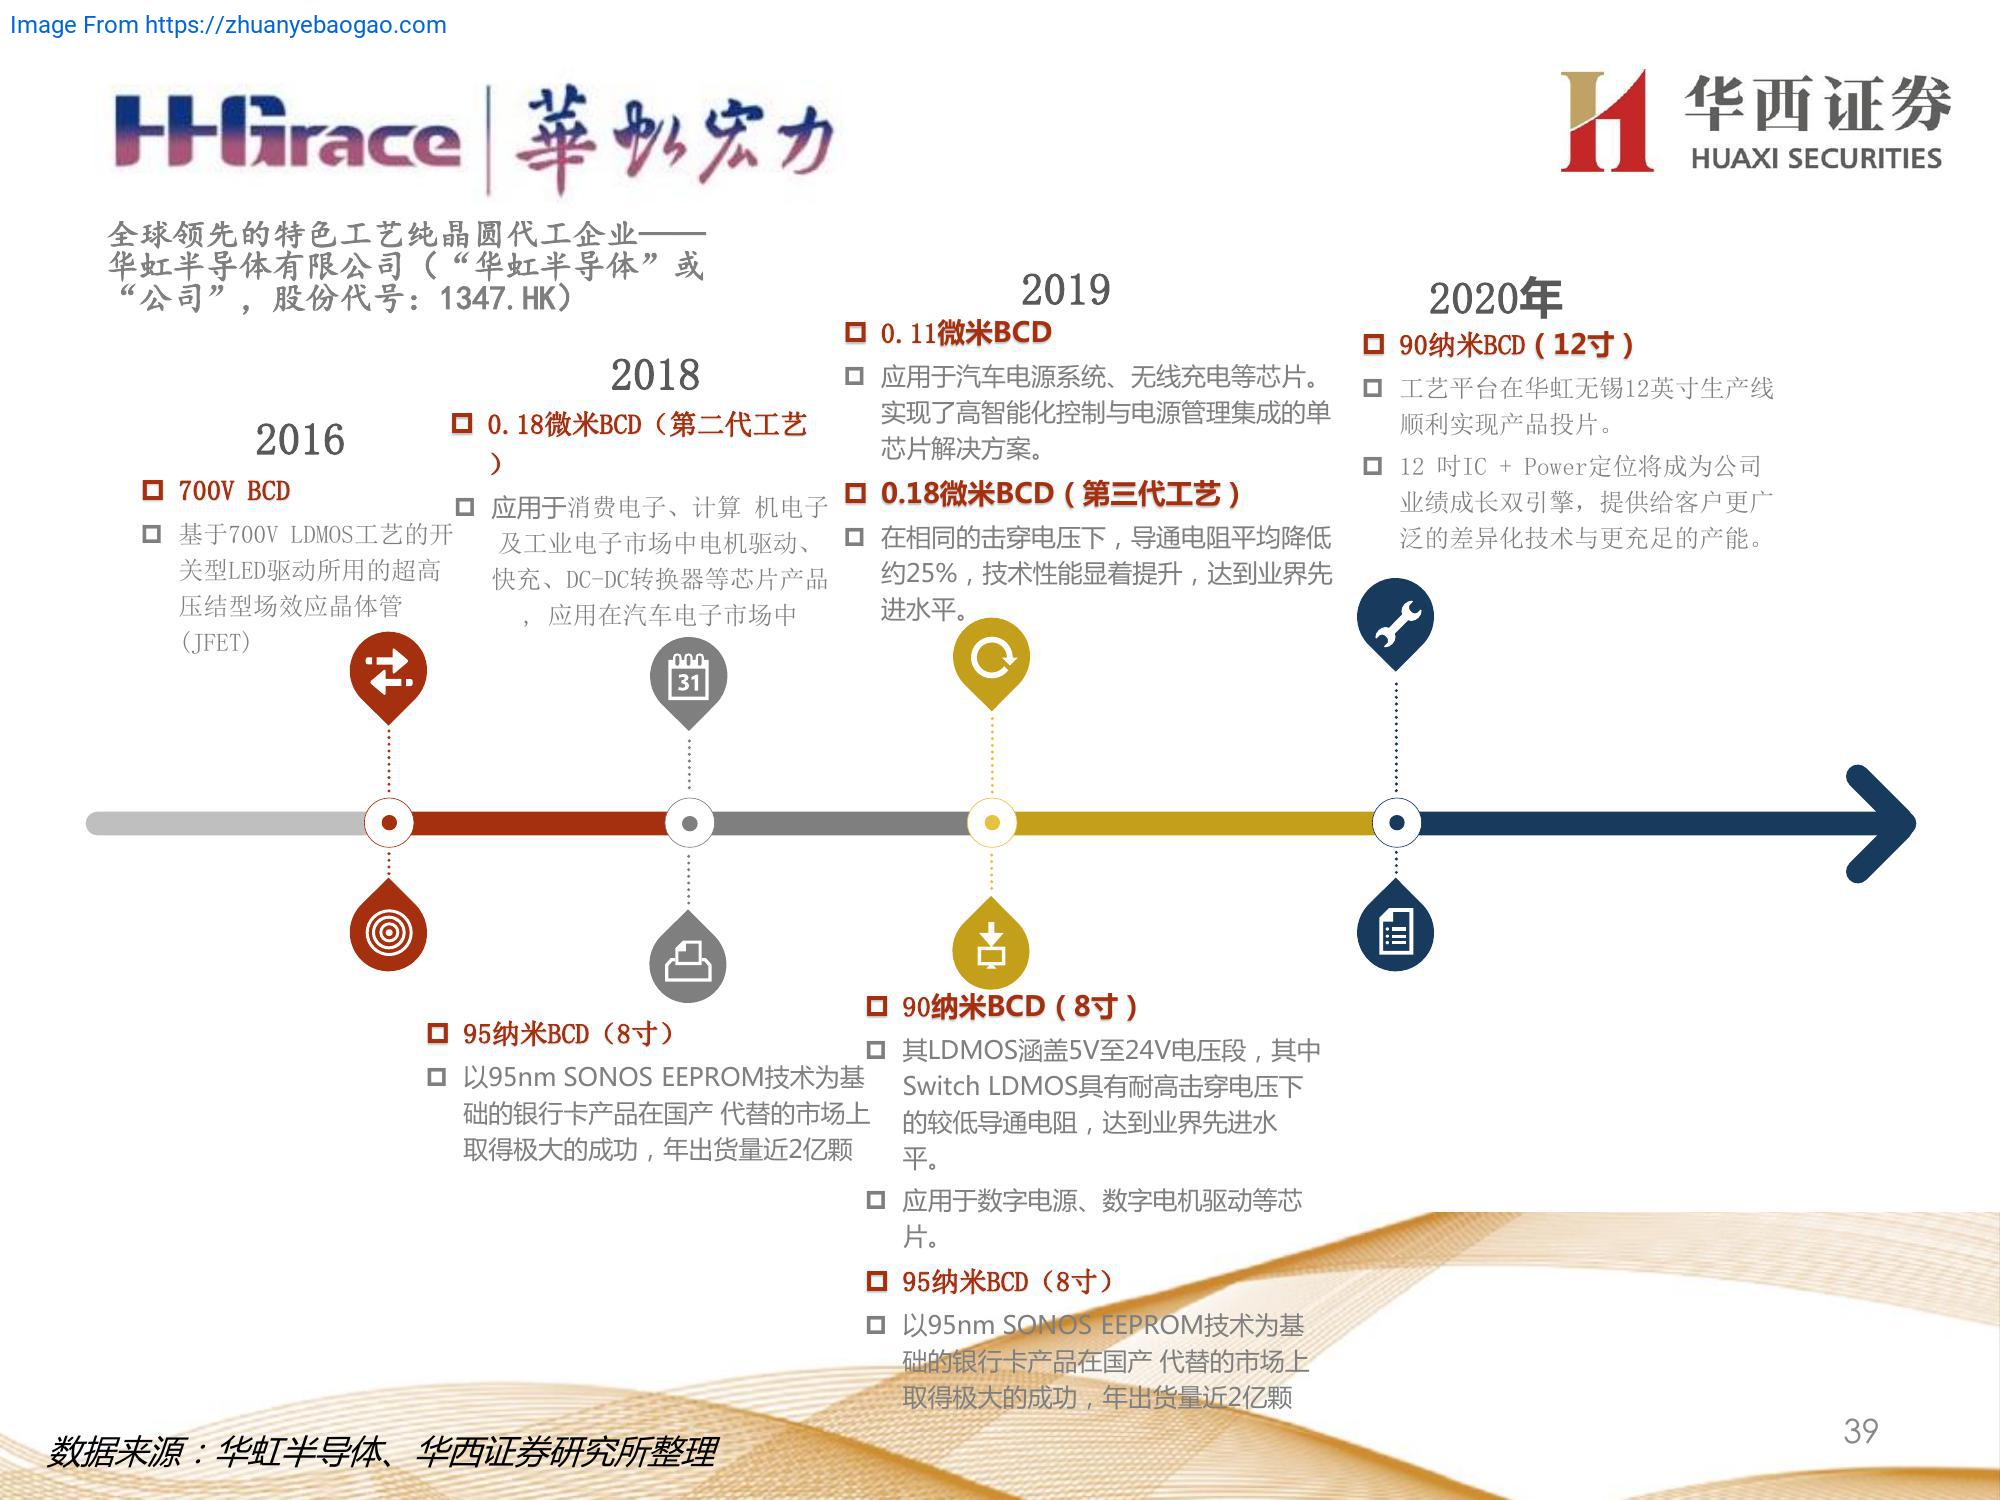 Image From https://zhuanyebaogao.com
HHGrace
華虹宏力
华西证券
HUAXI SECURITIES
全球领先的特色工艺纯晶圆代工企业——
华虹半导体有限公司（“华虹半导体”或
“公司”，股份代号：1347.HK）
2016
700V BCD
基于700V LDMOS工艺的开
关型LED驱动所用的超高
压结型场效应晶体管
(JFET)
2018
0.18微米BCD（第二代工艺
）
应用于消费电子、计算 机电子
及工业电子市场中电机驱动、
快充、DC-DC转换器等芯片产品
，应用在汽车电子市场中
2019
0.11微米BCD
应用于汽车电源系统、无线充电等芯片。
实现了高智能化控制与电源管理集成的单
芯片解决方案。
0.18微米BCD（第三代工艺）
在相同的击穿电压下，导通电阻平均降低
约25%，技术性能显着提升，达到业界先
进水平。
2020年
90纳米BCD（12寸）
工艺平台在华虹无锡12英寸生产线
顺利实现产品投片。
12 吋IC + Power定位将成为公司
业绩成长双引擎，提供给客户更广
泛的差异化技术与更充足的产能。
31
95纳米BCD（8寸）
以95nm SONOS EEPROM技术为基
础的银行卡产品在国产 代替的市场上
取得极大的成功，年出货量近2亿颗
90纳米BCD（8寸）
其LDMOS涵盖5V至24V电压段，其中
Switch LDMOS具有耐高击穿电压下
的较低导通电阻，达到业界先进水
平。
应用于数字电源、数字电机驱动等芯
片。
95纳米BCD（8寸）
以95nm SONOS EEPROM技术为基
础的银行卡产品在国产 代替的市场上
取得极大的成功，年出货量近2亿颗
数据来源：华虹半导体、华西证券研究所整理
39